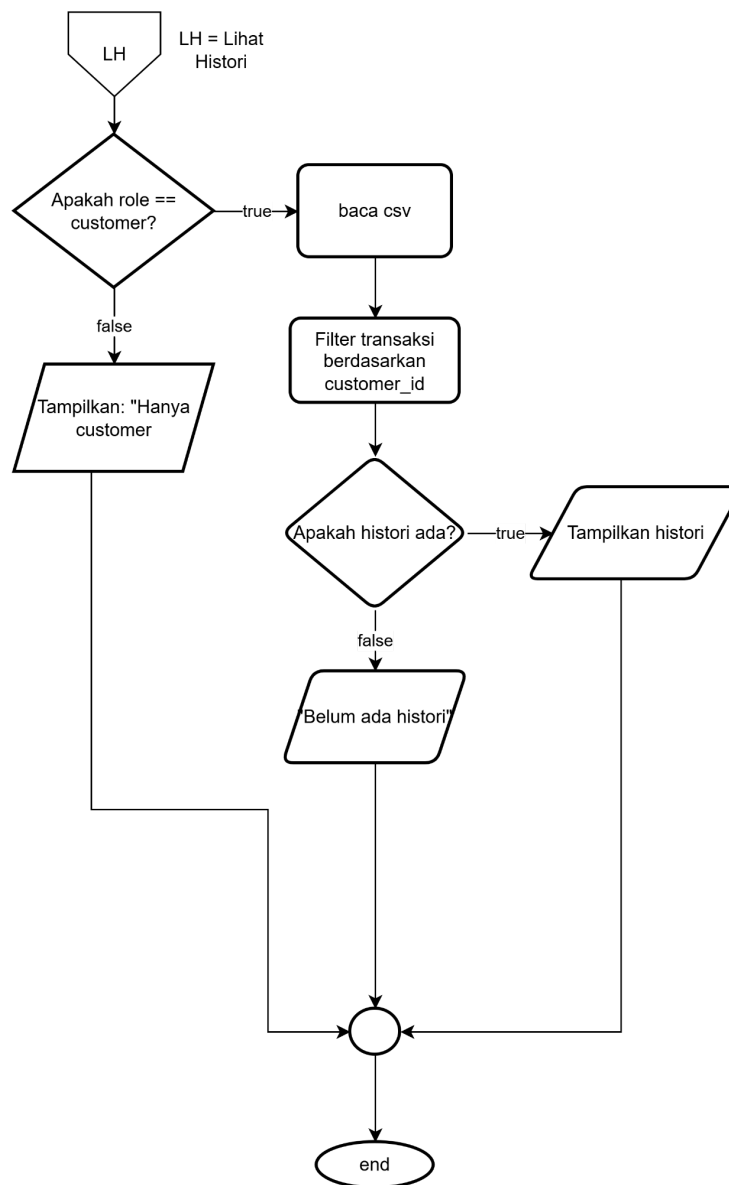 LH
LH = Lihat
Histori
Apakah role ==
customer?
true
baca csv
false
Filter transaksi
berdasarkan
customer_id
Tampilkan: "Hanya
customer
Apakah histori ada?
true
Tampilkan histori
false
"Belum ada histori"
end